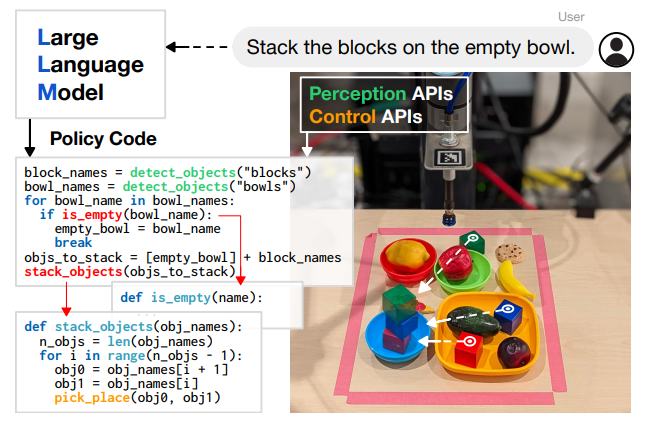 User
Large
Language
Model
Stack the blocks on the empty bowl.
Perception APIs
Control APIs
Policy Code
block_names = detect_objects("blocks")
bowl_names = detect_objects("bowls")
for bowl_name in bowl_names:
  if is_empty(bowl_name):
    empty_bowl = bowl_name
    break
objs_to_stack = [empty_bowl] + block_names
stack_objects(objs_to_stack)
def is_empty(name):
...
def stack_objects(obj_names):
  n_objs = len(obj_names)
  for i in range(n_objs - 1):
    obj0 = obj_names[i + 1]
    obj1 = obj_names[i]
    pick_place(obj0, obj1)